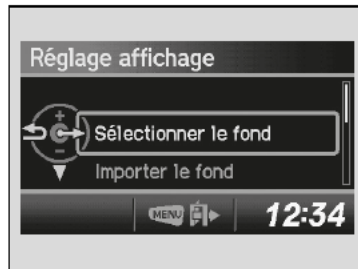 Réglage affichage
+
Sélectionner le fond
–
Importer le fond
MENU
12:34